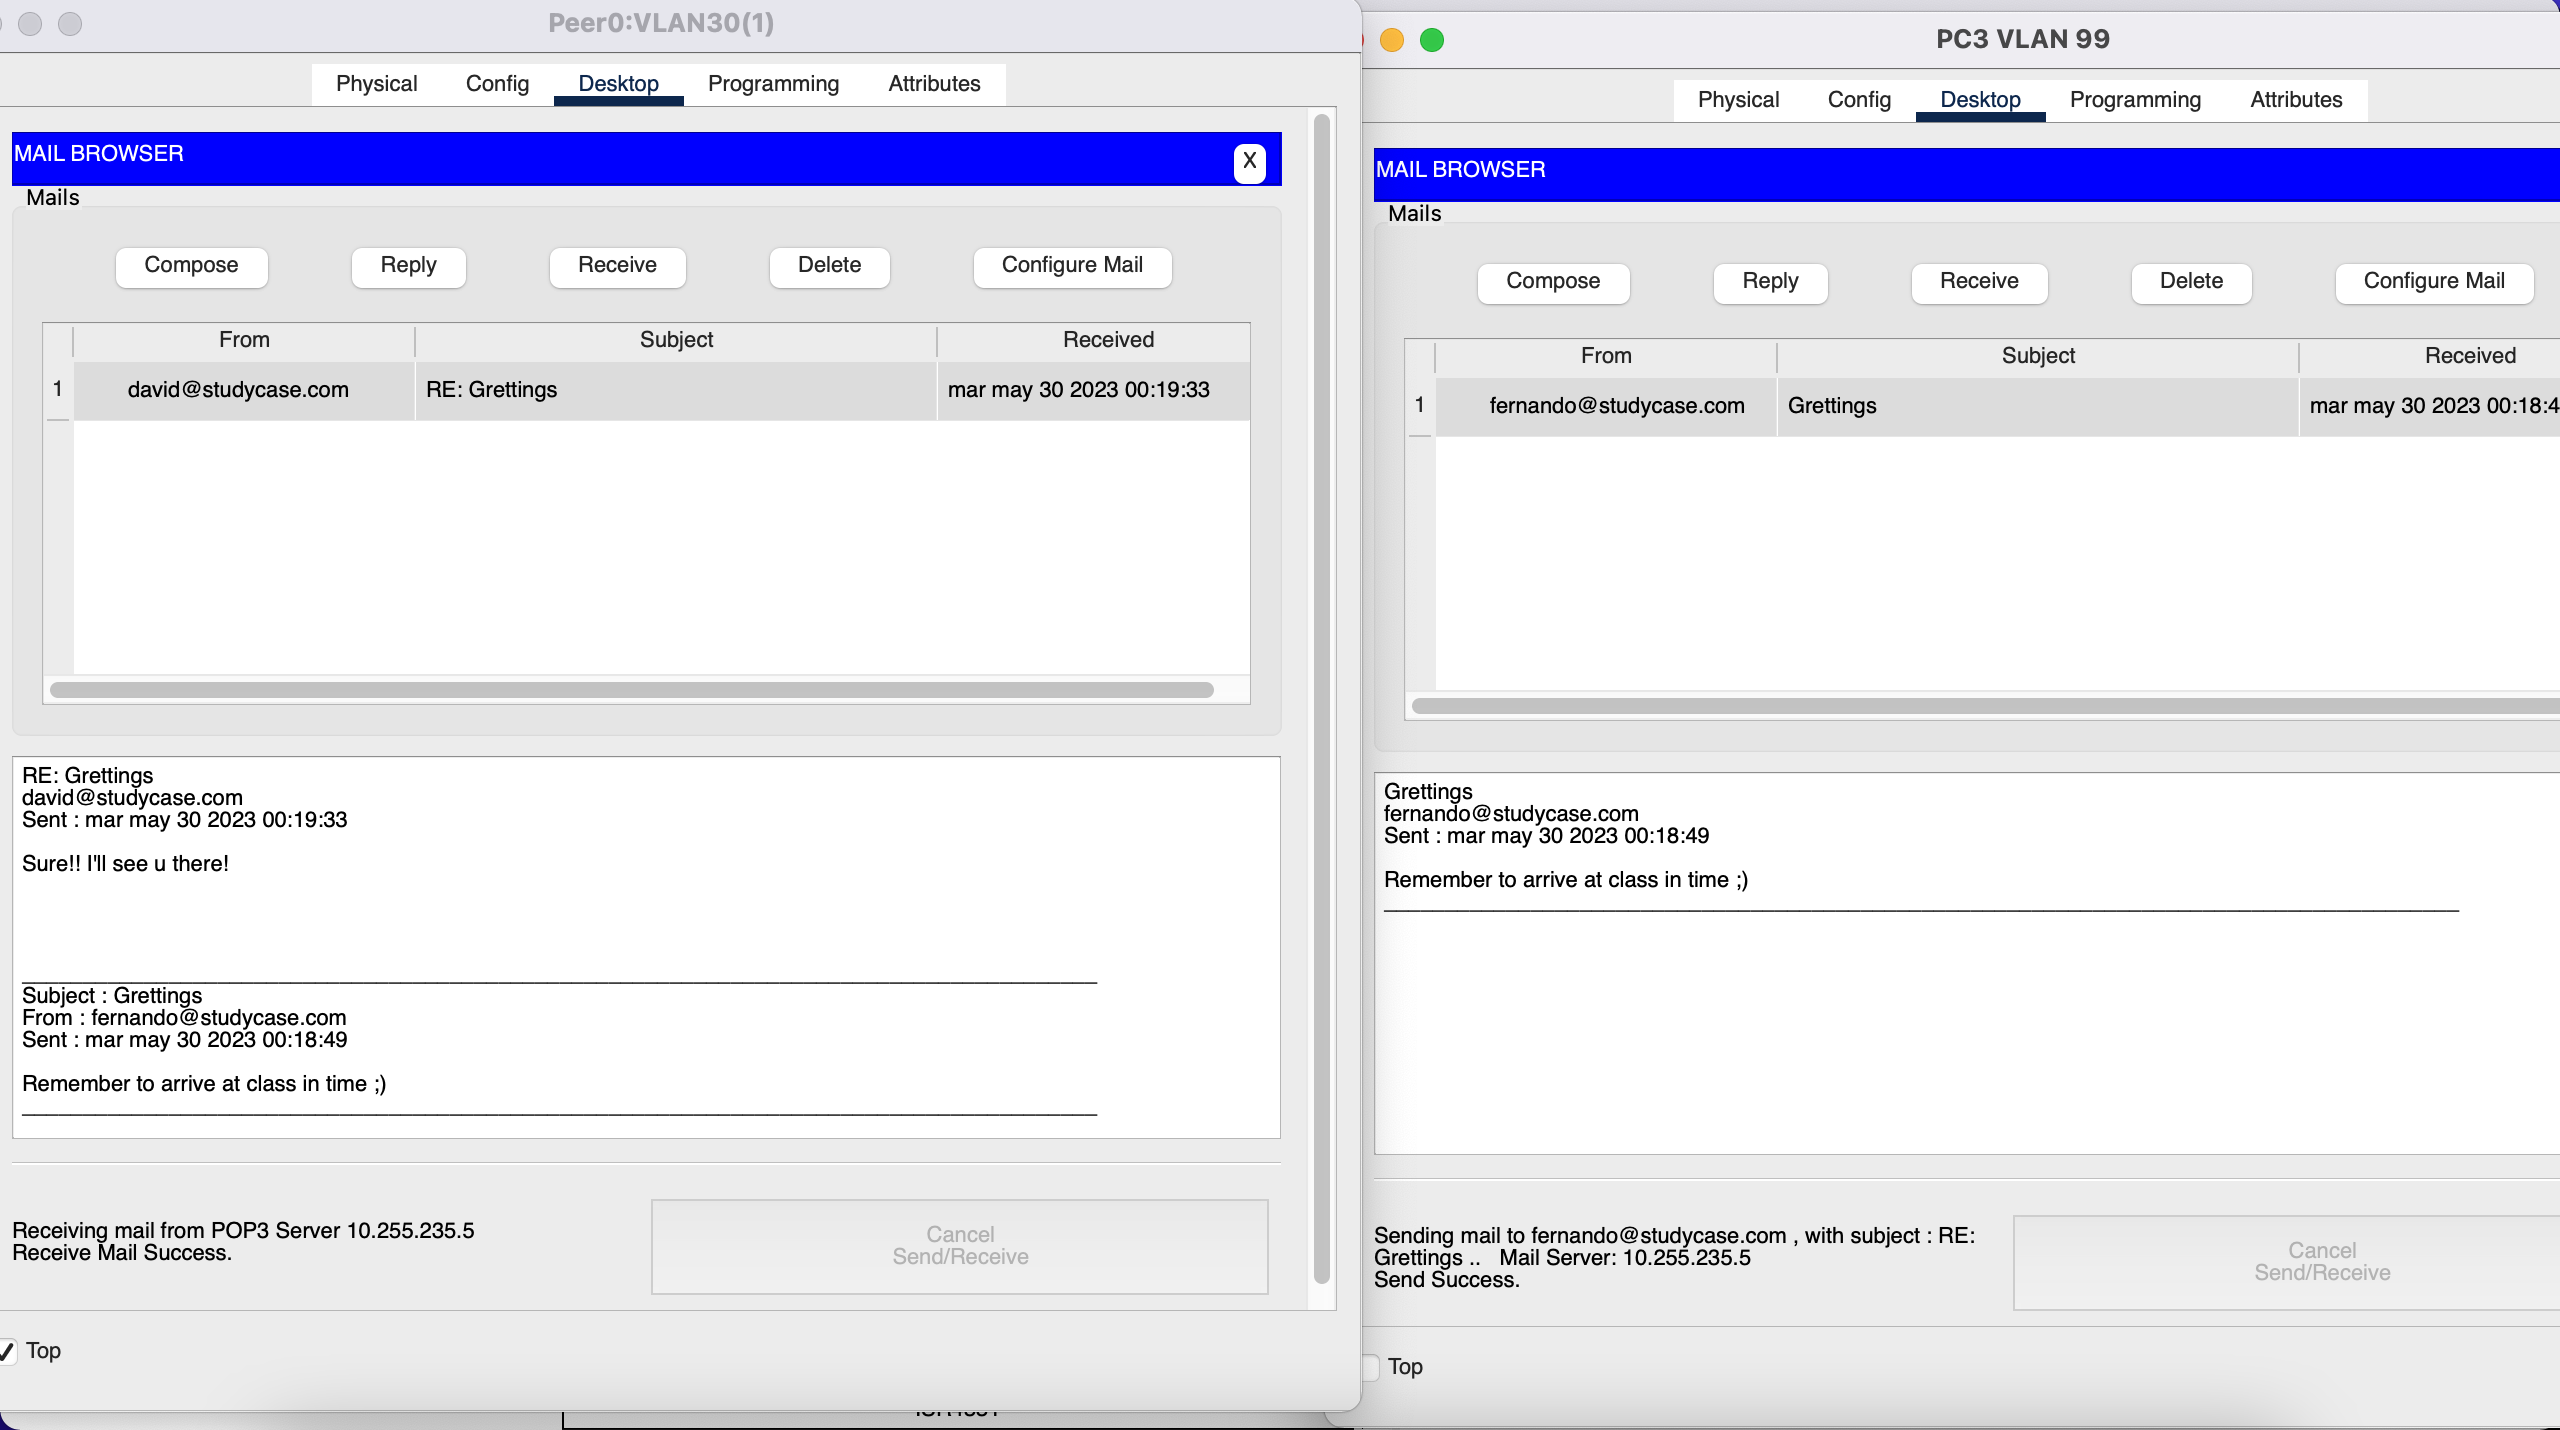 Peer0:VLAN30(1)
Physical Config Desktop Programming Attributes
MAIL BROWSER
X
Mails
Compose Reply Receive Delete Configure Mail
From Subject Received
1 david@studycase.com RE: Grettings mar may 30 2023 00:19:33
RE: Grettings
david@studycase.com
Sent : mar may 30 2023 00:19:33
Sure!! I'll see u there!
Subject : Grettings
From : fernando@studycase.com
Sent : mar may 30 2023 00:18:49
Remember to arrive at class in time ;)
Receiving mail from POP3 Server 10.255.235.5
Receive Mail Success.
Cancel
Send/Receive
Top
PC3 VLAN 99
Physical Config Desktop Programming Attributes
MAIL BROWSER
Mails
Compose Reply Receive Delete Configure Mail
From Subject Received
1 fernando@studycase.com Grettings mar may 30 2023 00:18:4
Grettings
fernando@studycase.com
Sent : mar may 30 2023 00:18:49
Remember to arrive at class in time ;)
Sending mail to fernando@studycase.com , with subject : RE:
Grettings .. Mail Server: 10.255.235.5
Send Success.
Cancel
Send/Receive
Top